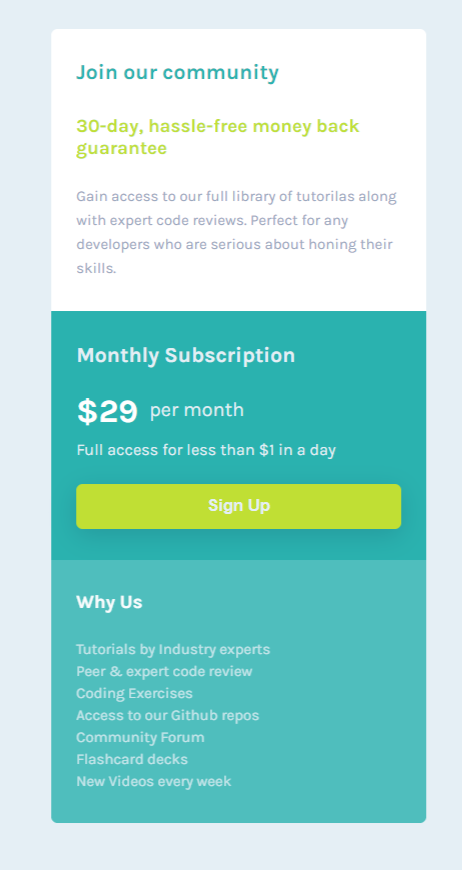 Join our community
30-day, hassle-free money back
guarantee
Gain access to our full library of tutorilas along
with expert code reviews. Perfect for any
developers who are serious about honing their
skills.
Monthly Subscription
$29 per month
Full access for less than $1 in a day
Sign Up
Why Us
Tutorials by Industry experts
Peer & expert code review
Coding Exercises
Access to our Github repos
Community Forum
Flashcard decks
New Videos every week